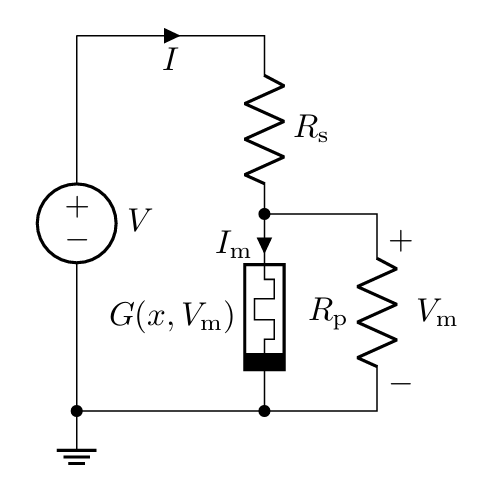 I
R_s
+
− V
I_m
+
G(x, V_m)
R_p
V_m
−